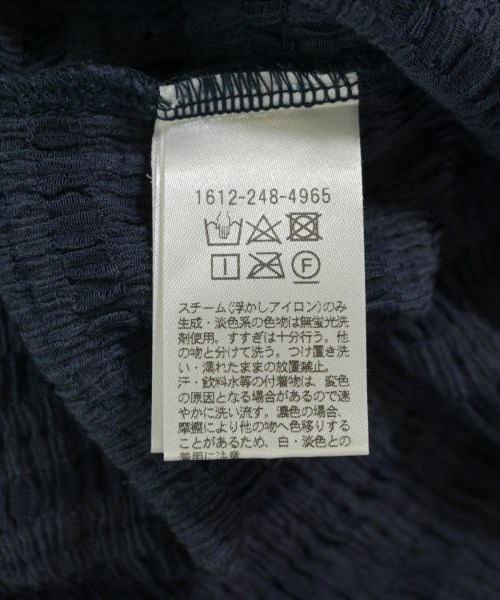 1612-248-4965
F
スチーム(浮かしアイロン)のみ
生成・淡色系の色物は無蛍光洗
剤使用。すすぎは十分行う。他
の物と分けて洗う。つけ置き洗
い・濡れたままの放置禁止。
汗・飲料水等の付着物は、変色
の原因となる場合があるので速
やかに洗い流す。濃色の場合、
摩擦により他の物へ色移りする
ことがあるため、白・淡色との
着用に注意